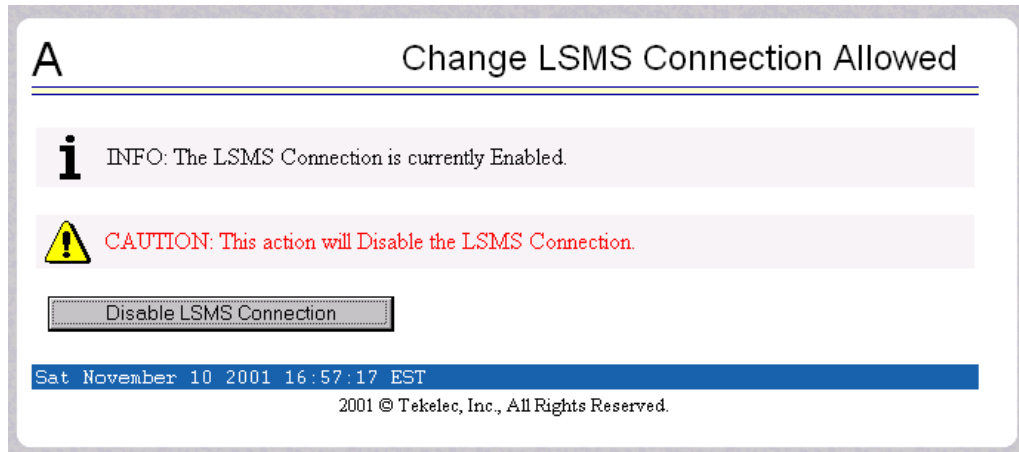 A
Change LSMS Connection Allowed
INFO: The LSMS Connection is currently Enabled.
CAUTION: This action will Disable the LSMS Connection.
Disable LSMS Connection
Sat November 10 2001 16:57:17 EST
2001 © Tekelec, Inc., All Rights Reserved.